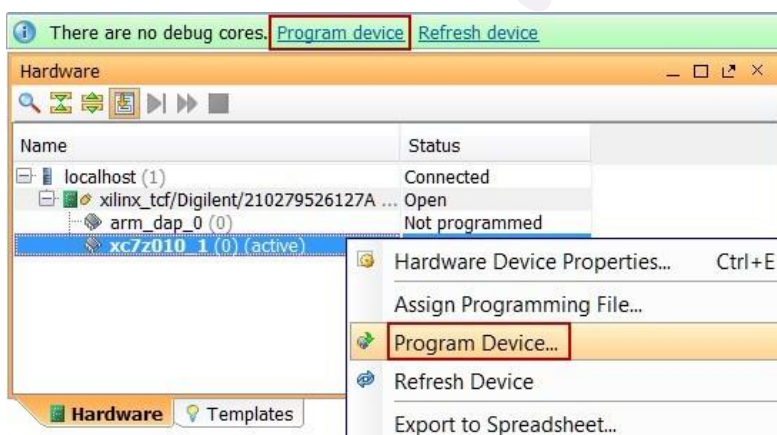 There are no debug cores. Program device Refresh device
Hardware
Name Status
localhost (1) Connected
xilinx_tcf/Digilent/210279526127A ... Open
arm_dap_0 (0) Not programmed
xc7z010_1 (0) (active)
Hardware Device Properties... Ctrl+E
Assign Programming File...
Program Device...
Refresh Device
Export to Spreadsheet...
Hardware Templates